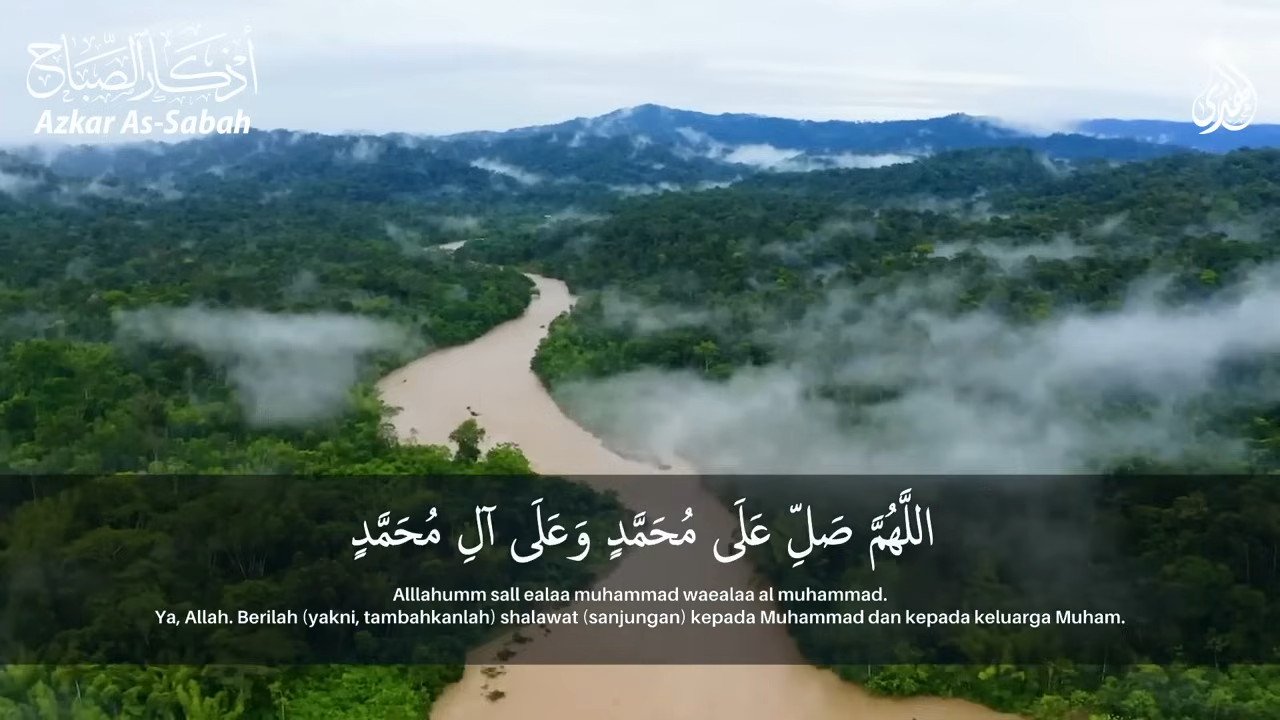 أذكار الصباح
Azkar As-Sabah
اللَّهُمَّ صَلِّ عَلَى مُحَمَّدٍ وَعَلَى آلِ مُحَمَّدٍ
Alllahumm sall ealaa muhammad waealaa al muhammad.
Ya, Allah. Berilah (yakni, tambahkanlah) shalawat (sanjungan) kepada Muhammad dan kepada keluarga Muham.